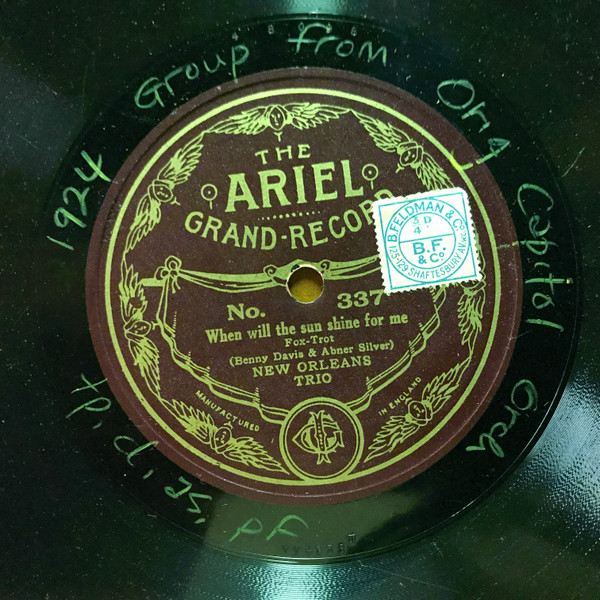 1924 Group from Orig Capitol Orch
THE
ARIEL
GRAND-RECORD
B. FELDMAN & Co.
B.F.
& Co.
125-129 SHAFTESBURY AV. W.C.
No. 337
When will the sun shine for me
Fox-Trot
(Benny Davis & Abner Silver)
NEW ORLEANS
TRIO
MANUFACTURED IN ENGLAND